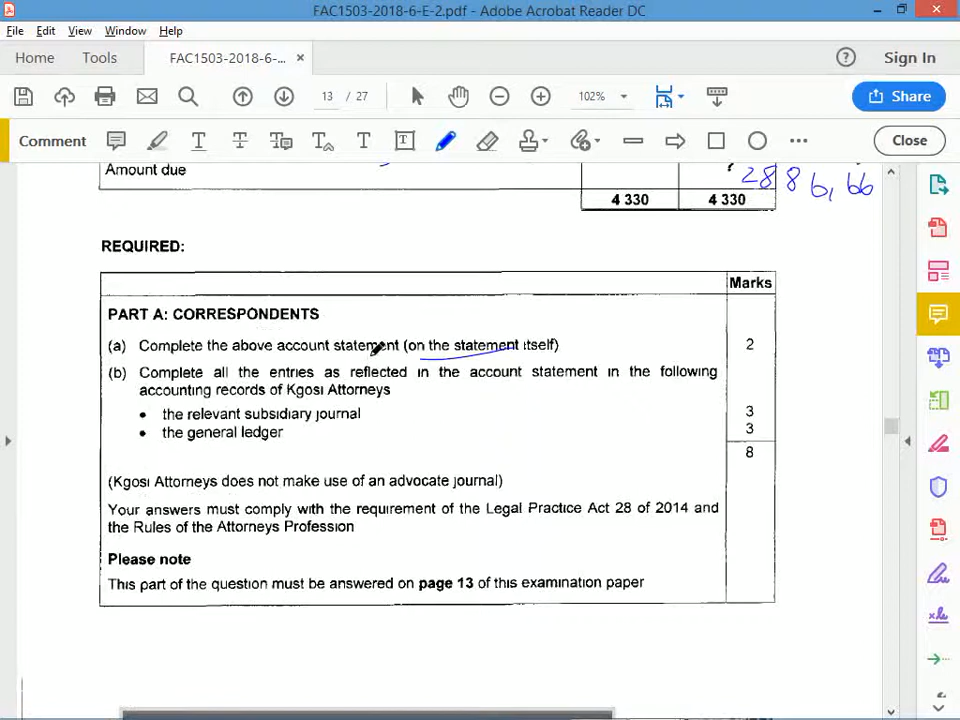 FAC1503-2018-6-E-2.pdf - Adobe Acrobat Reader DC
File Edit View Window Help
Home Tools FAC1503-2018-6-... × Sign In
13 / 27 102% Share
Comment Close
Amount due ? 2886,66
4 330 4 330
REQUIRED:
Marks
PART A: CORRESPONDENTS
(a) Complete the above account statement (on the statement itself) 2
(b) Complete all the entries as reflected in the account statement in the following
accounting records of Kgosi Attorneys
• the relevant subsidiary journal 3
• the general ledger 3
8
(Kgosi Attorneys does not make use of an advocate journal)
Your answers must comply with the requirement of the Legal Practice Act 28 of 2014 and
the Rules of the Attorneys Profession
Please note
This part of the question must be answered on page 13 of this examination paper